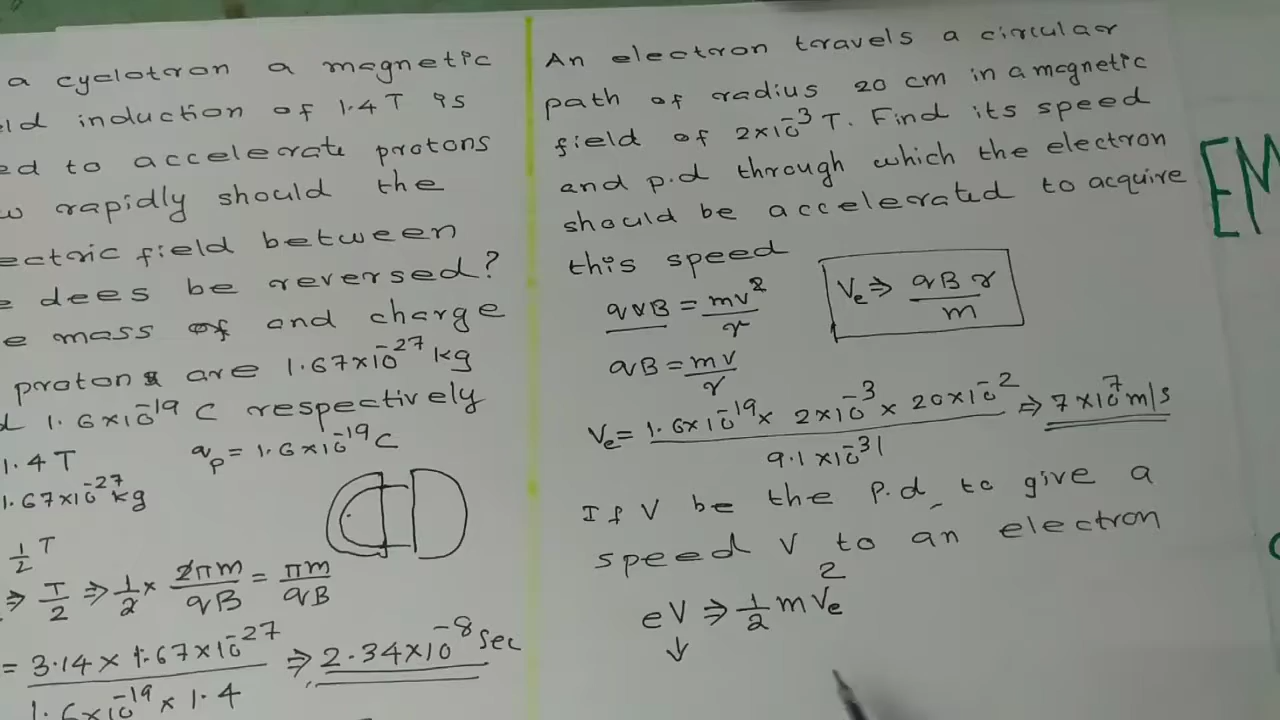 a cyclotron a magnetic
induction of 1.4 T is
to accelerate protons
rapidly should the
field between
dees be reversed?
mass of and charge
protons are 1.67×10⁻²⁷ kg
1.6×10⁻¹⁹ C respectively
1.4 T q_p = 1.6×10⁻¹⁹ C
1.67×10⁻²⁷ kg
1/2 T
⇒ T/2 ⇒ 1/2 × 2πm/qB = πm/qB
= 3.14 × 1.67×10⁻²⁷ / 1.6×10⁻¹⁹ × 1.4 ⇒ 2.34×10⁻⁸ sec
An electron travels a circular
path of radius 20 cm in a magnetic
field of 2×10⁻³ T. Find its speed
and p.d through which the electron
should be accelerated to acquire
this speed
qvB = mv²/r
Ve ⇒ qBr/m
qB = mv/r
Ve = 1.6×10⁻¹⁹ × 2×10⁻³ × 20×10⁻² / 9.1×10⁻³¹ ⇒ 7×10⁷ m/s
If V be the p.d to give a
speed V to an electron
eV ⇒ 1/2 m Ve²
↓
EM